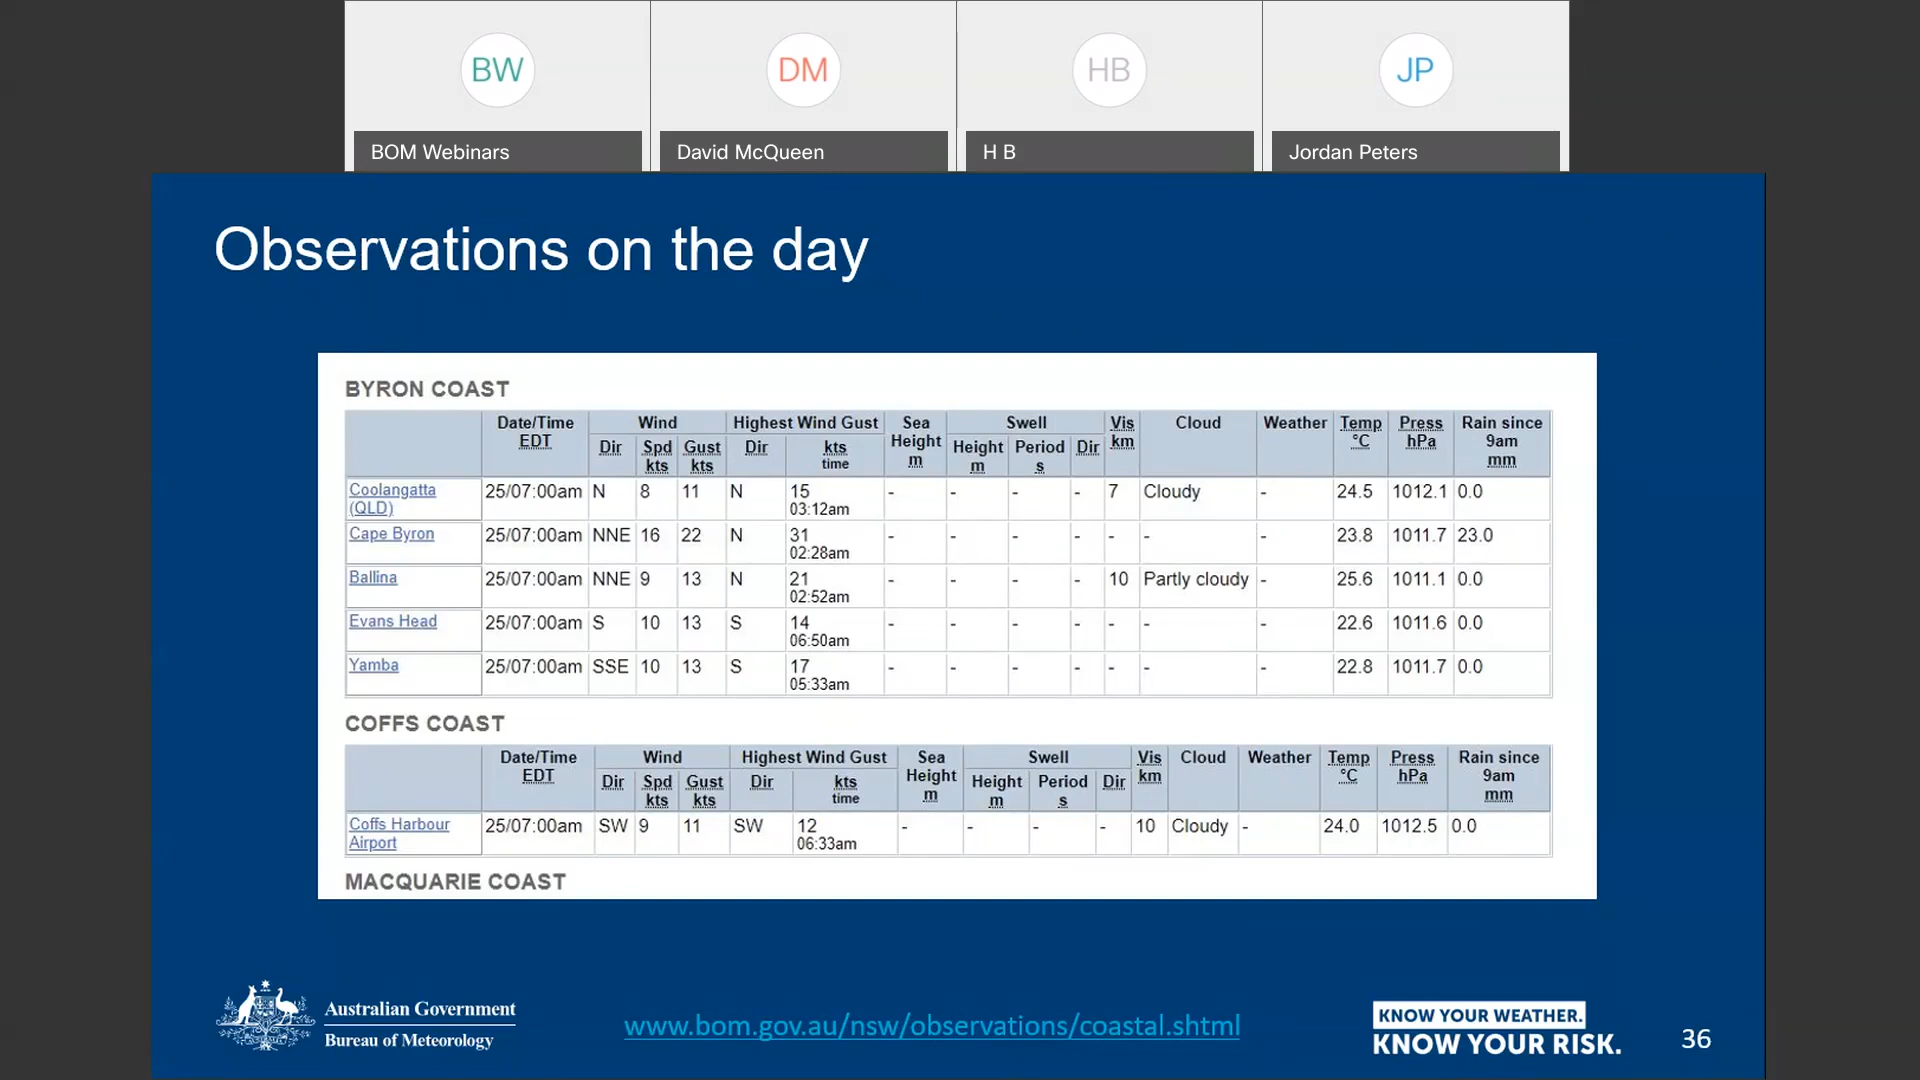 BW
DM
HB
JP
BOM Webinars
David McQueen
H B
Jordan Peters
Observations on the day
BYRON COAST
Date/Time EDT Wind Highest Wind Gust Sea Height m Swell Vis km Cloud Weather Temp °C Press hPa Rain since 9am mm
Dir Spd kts Gust kts Dir kts time Height m Period s Dir
Coolangatta (QLD) 25/07:00am N 8 11 N 15 03:12am - - - - 7 Cloudy - 24.5 1012.1 0.0
Cape Byron 25/07:00am NNE 16 22 N 31 02:28am - - - - - - - 23.8 1011.7 23.0
Ballina 25/07:00am NNE 9 13 N 21 02:52am - - - - 10 Partly cloudy - 25.6 1011.1 0.0
Evans Head 25/07:00am S 10 13 S 14 06:50am - - - - - - - 22.6 1011.6 0.0
Yamba 25/07:00am SSE 10 13 S 17 05:33am - - - - - - - 22.8 1011.7 0.0
COFFS COAST
Date/Time EDT Wind Highest Wind Gust Sea Height m Swell Vis km Cloud Weather Temp °C Press hPa Rain since 9am mm
Dir Spd kts Gust kts Dir kts time Height m Period s Dir
Coffs Harbour Airport 25/07:00am SW 9 11 SW 12 06:33am - - - - 10 Cloudy - 24.0 1012.5 0.0
MACQUARIE COAST
Australian Government
Bureau of Meteorology
www.bom.gov.au/nsw/observations/coastal.shtml
KNOW YOUR WEATHER.
KNOW YOUR RISK.
36